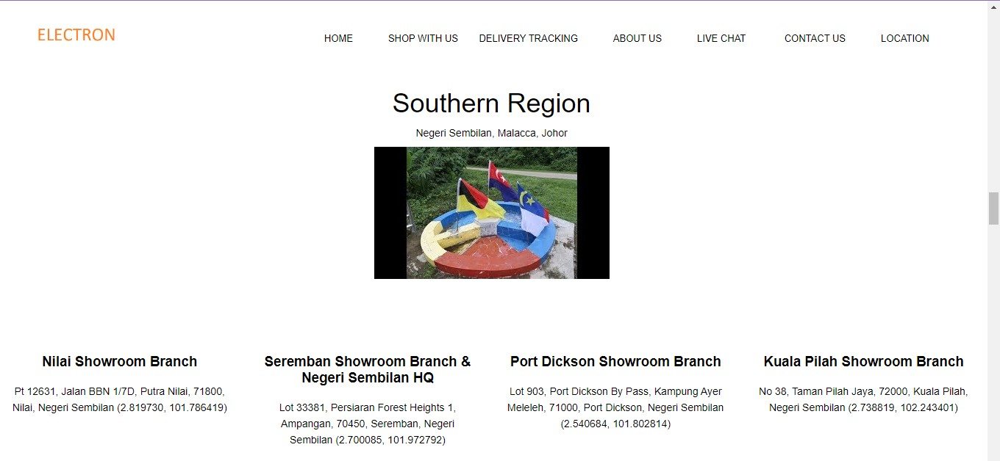 ELECTRON
HOME SHOP WITH US DELIVERY TRACKING ABOUT US LIVE CHAT CONTACT US LOCATION
Southern Region
Negeri Sembilan, Malacca, Johor
Nilai Showroom Branch
Pt 12631, Jalan BBN 1/7D, Putra Nilai, 71800,
Nilai, Negeri Sembilan (2.819730, 101.786419)
Seremban Showroom Branch &
Negeri Sembilan HQ
Lot 33381, Persiaran Forest Heights 1,
Ampangan, 70450, Seremban, Negeri
Sembilan (2.700085, 101.972792)
Port Dickson Showroom Branch
Lot 903, Port Dickson By Pass, Kampung Ayer
Meleleh, 71000, Port Dickson, Negeri Sembilan
(2.540684, 101.802814)
Kuala Pilah Showroom Branch
No 38, Taman Pilah Jaya, 72000, Kuala Pilah,
Negeri Sembilan (2.738819, 102.243401)